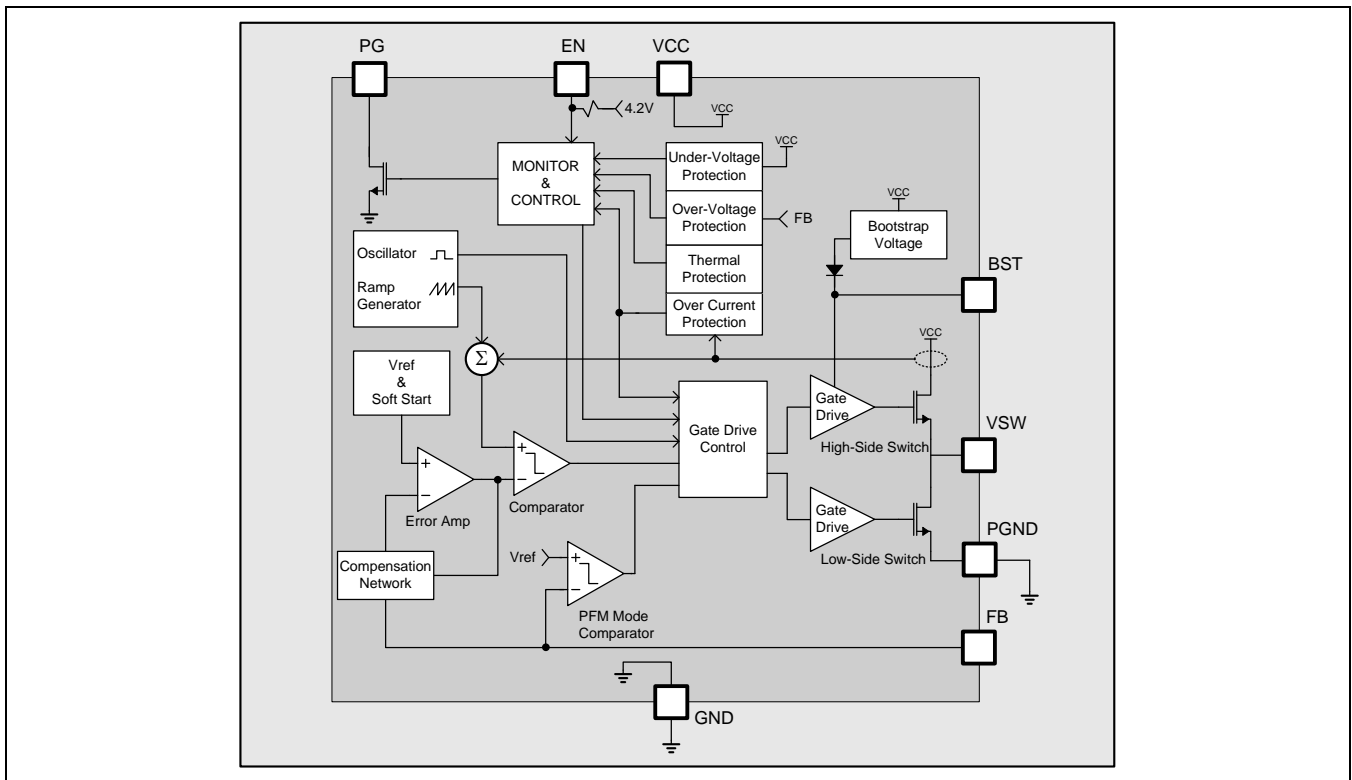 PG
EN
VCC
4.2V
VCC
MONITOR
&
CONTROL
Under-Voltage
Protection
VCC
Over-Voltage
Protection
FB
Thermal
Protection
Over Current
Protection
VCC
Bootstrap
Voltage
BST
Oscillator
Ramp
Generator
Σ
VCC
Vref
&
Soft Start
Gate Drive
Control
Gate
Drive
High-Side Switch
VSW
+
−
Error Amp
+
−
Comparator
Gate
Drive
Low-Side Switch
PGND
Compensation
Network
Vref
+
−
PFM Mode
Comparator
FB
GND